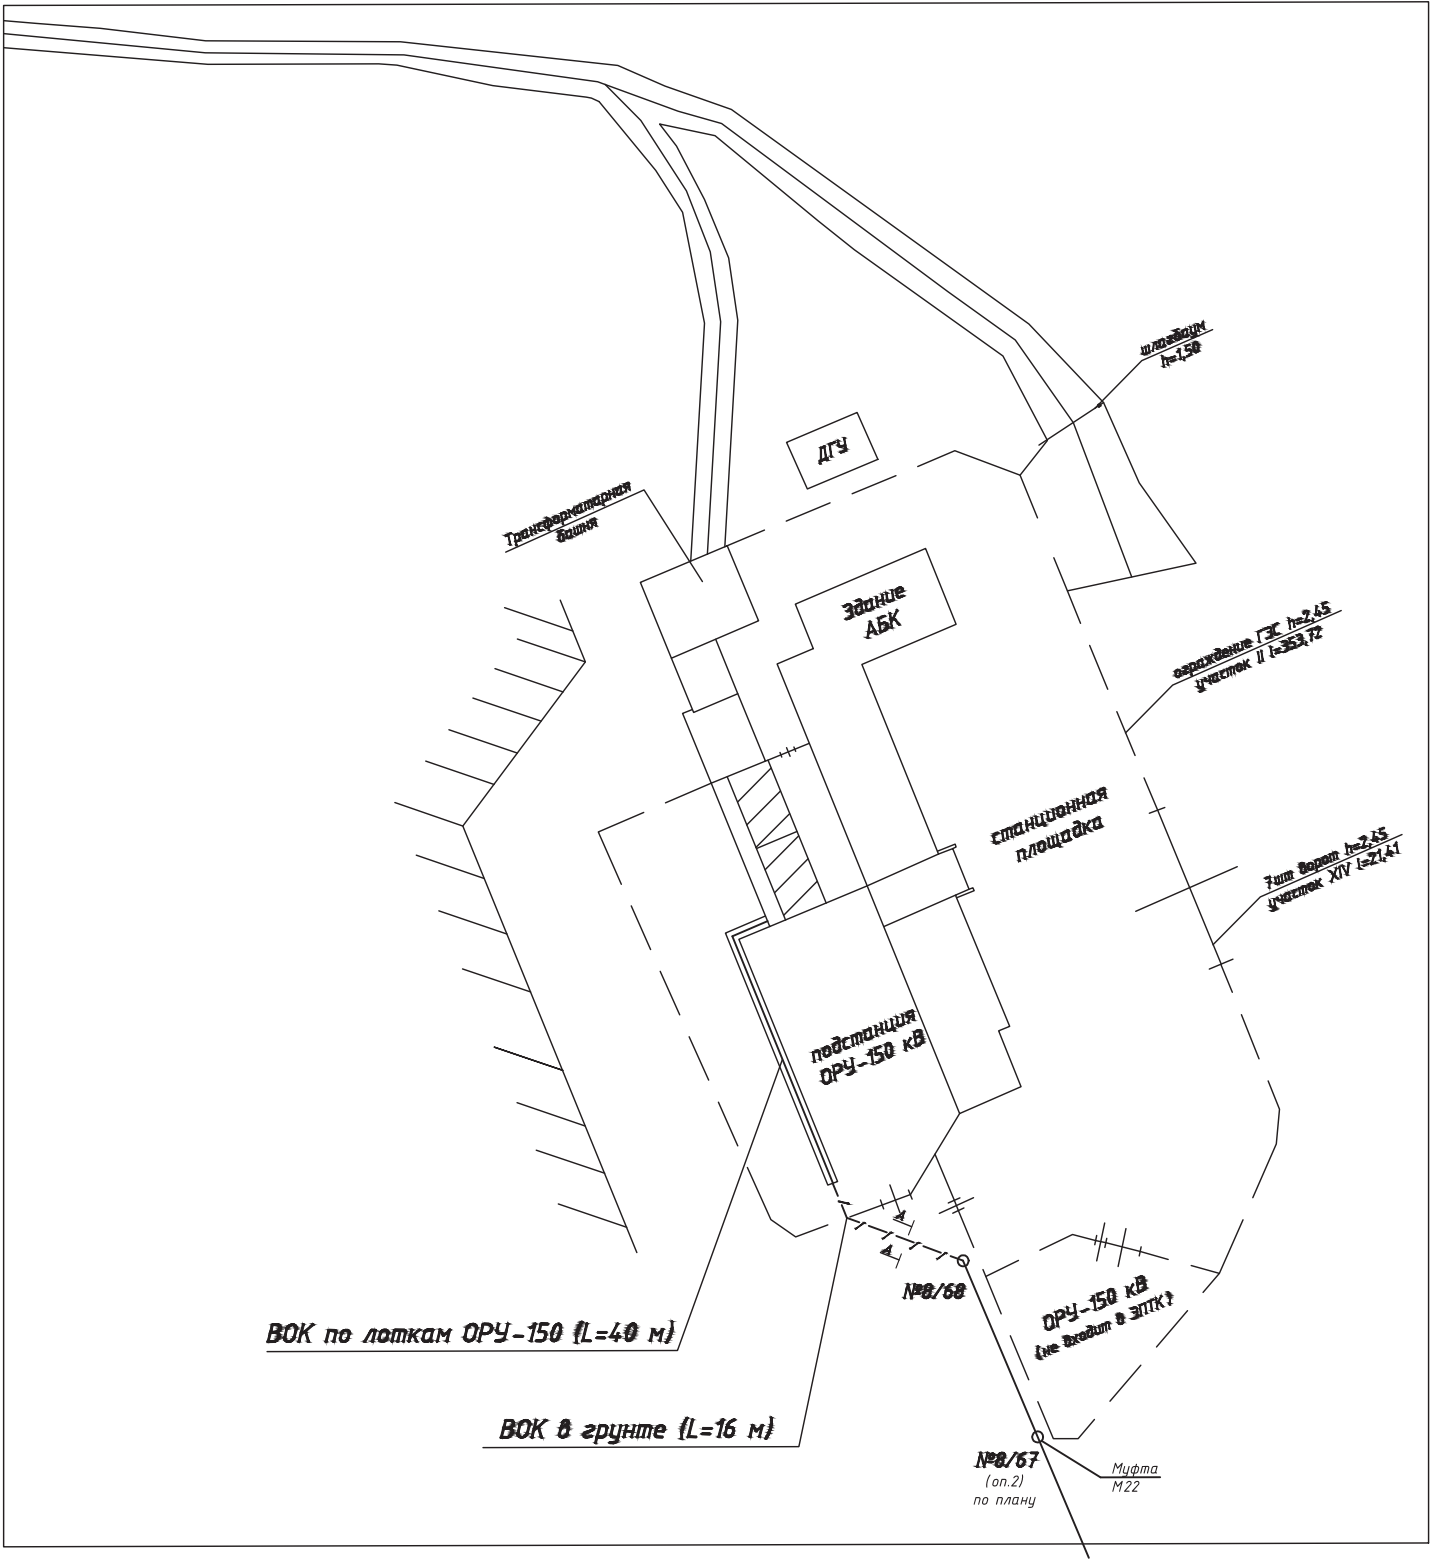 шлагбаум
h=1,50
ДГУ
Трансформаторная
башня
Здание
АБК
ограждение ГЭС h=2,45
участок II l=353,72
станционная
площадка
7шт ворот h=2,45
участок XIV l=21,41
подстанция
ОРУ-150 кВ
А
А
№8/68
ОРУ-150 кВ
(не входит в ЭПТК)
ВОК по лоткам ОРУ-150 (L=40 м)
ВОК в грунте (L=16 м)
№8/67
(оп.2)
по плану
Муфта
М22